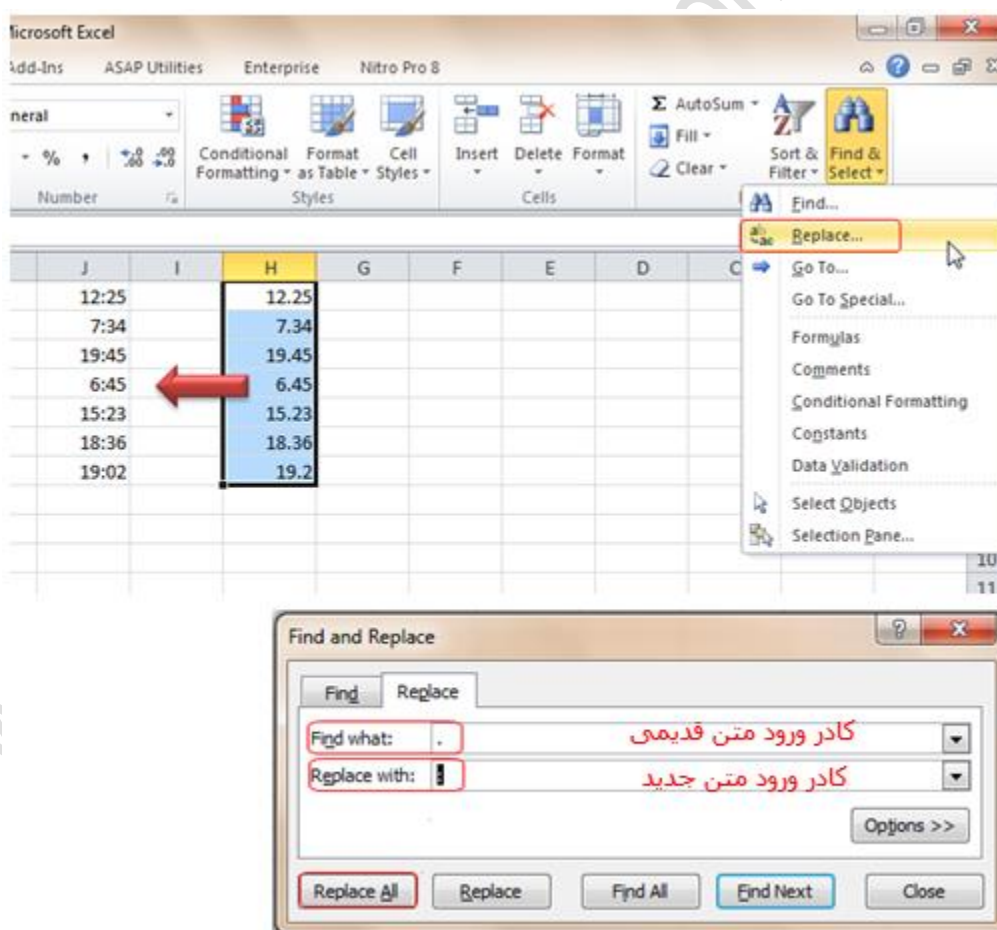 Microsoft Excel
Add-Ins ASAP Utilities Enterprise Nitro Pro 8
neral
% , .0 .00 .00 .0
Conditional Formatting Format as Table Cell Styles
Insert Delete Format
Σ AutoSum
Fill
Clear
Sort & Filter
Find & Select
Number Styles Cells
Find...
Replace...
Go To...
Go To Special...
Formulas
Comments
Conditional Formatting
Constants
Data Validation
Select Objects
Selection Pane...
J I H G F E D C
12:25 12.25
7:34 7.34
19:45 19.45
6:45 6.45
15:23 15.23
18:36 18.36
19:02 19.2
10
11
Find and Replace
Find Replace
Find what: . کادر ورود متن قدیمی
Replace with: : کادر ورود متن جدید
Options >>
Replace All Replace Find All Find Next Close